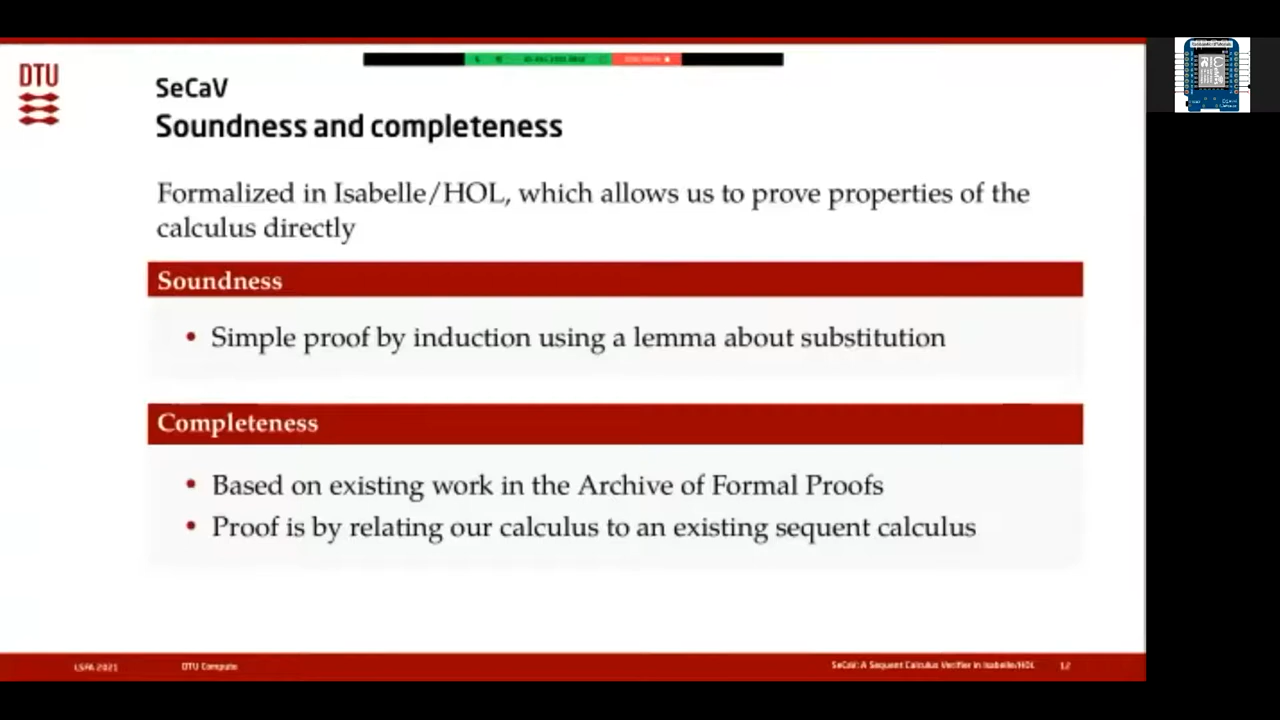 DTU
SeCaV
Soundness and completeness
Formalized in Isabelle/HOL, which allows us to prove properties of the
calculus directly
Soundness
• Simple proof by induction using a lemma about substitution
Completeness
• Based on existing work in the Archive of Formal Proofs
• Proof is by relating our calculus to an existing sequent calculus
LSFA 2021 DTU Compute SeCaV: A Sequent Calculus Verifier in Isabelle/HOL 12